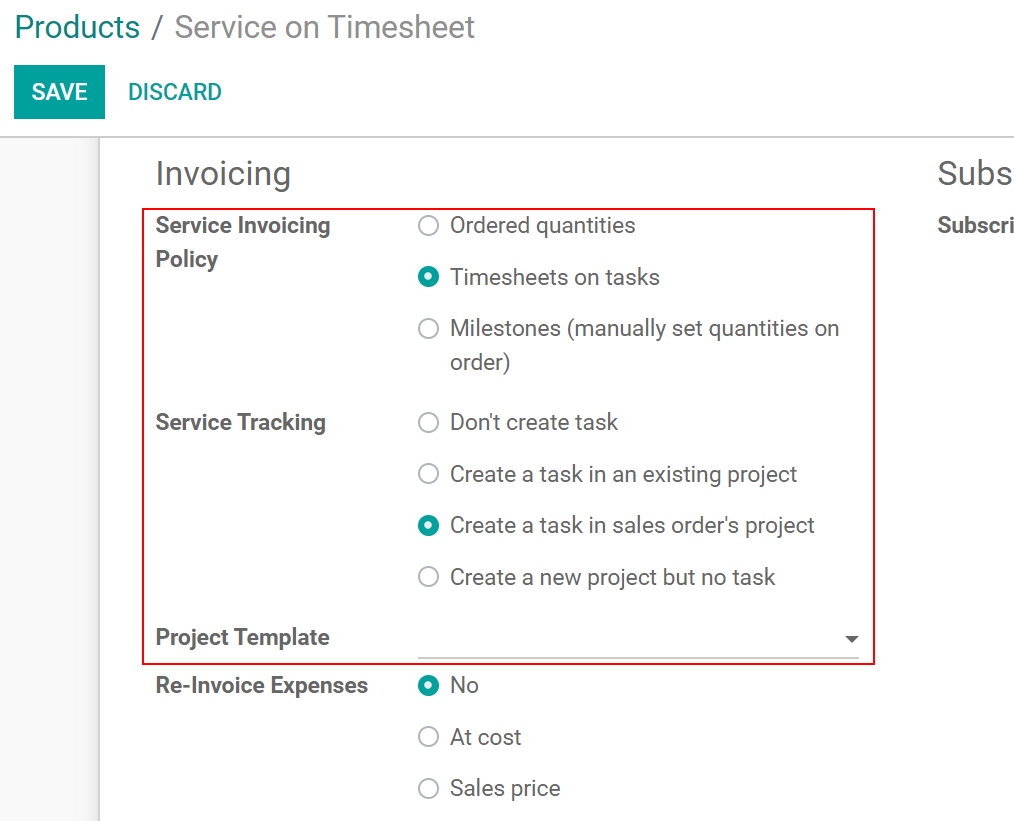 Products / Service on Timesheet
SAVE DISCARD
Invoicing
Subs
Service Invoicing
Policy
Ordered quantities
Subscri
Timesheets on tasks
Milestones (manually set quantities on
order)
Service Tracking
Don't create task
Create a task in an existing project
Create a task in sales order's project
Create a new project but no task
Project Template
Re-Invoice Expenses
No
At cost
Sales price